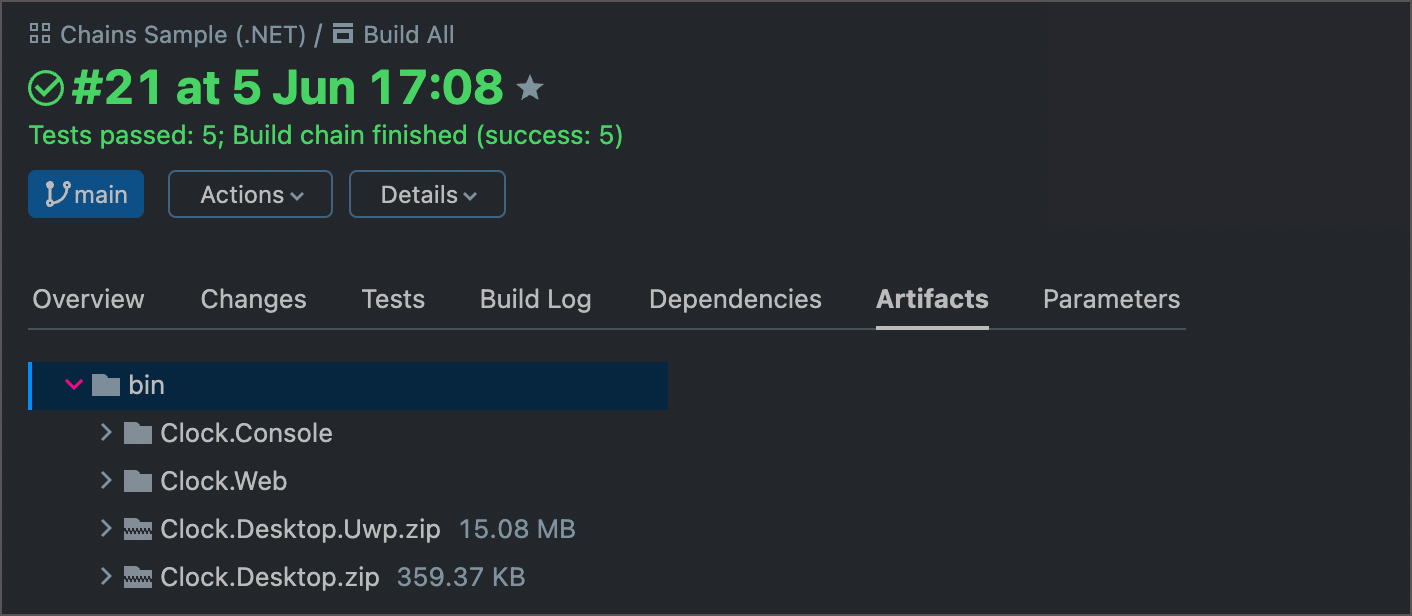 Chains Sample (.NET) / Build All
#21 at 5 Jun 17:08
Tests passed: 5; Build chain finished (success: 5)
main Actions Details
Overview Changes Tests Build Log Dependencies Artifacts Parameters
bin
Clock.Console
Clock.Web
Clock.Desktop.Uwp.zip 15.08 MB
Clock.Desktop.zip 359.37 KB